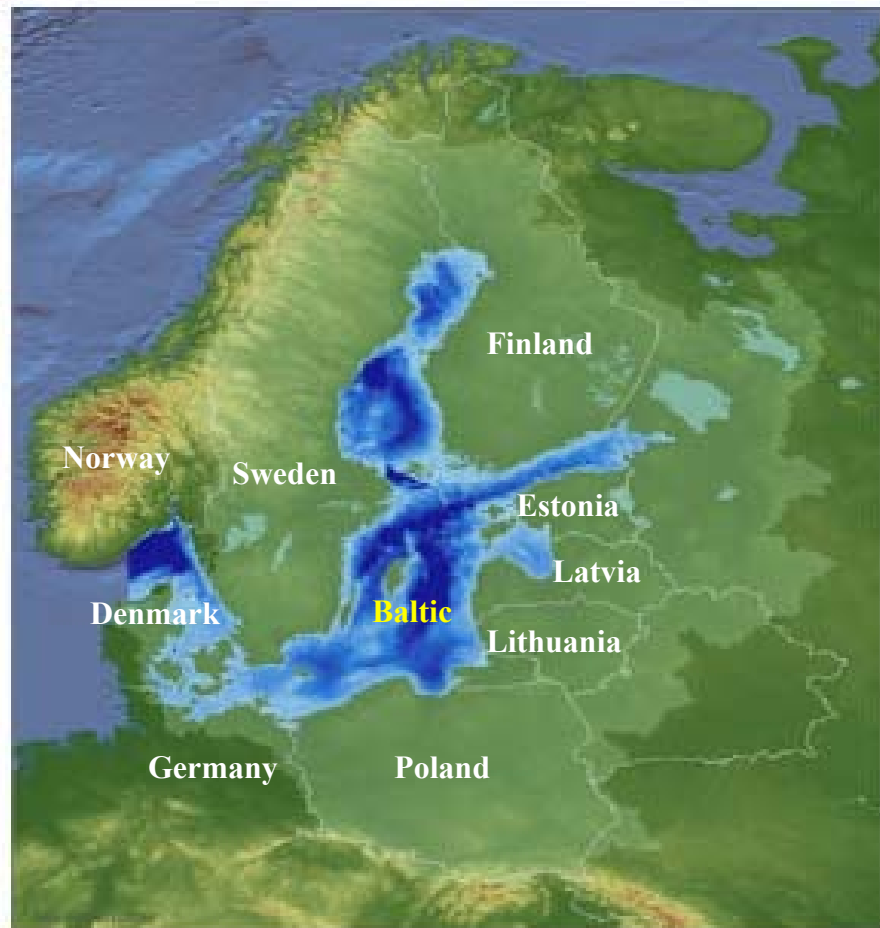 Finland
Norway
Sweden
Estonia
Latvia
Denmark
Baltic
Lithuania
Germany
Poland